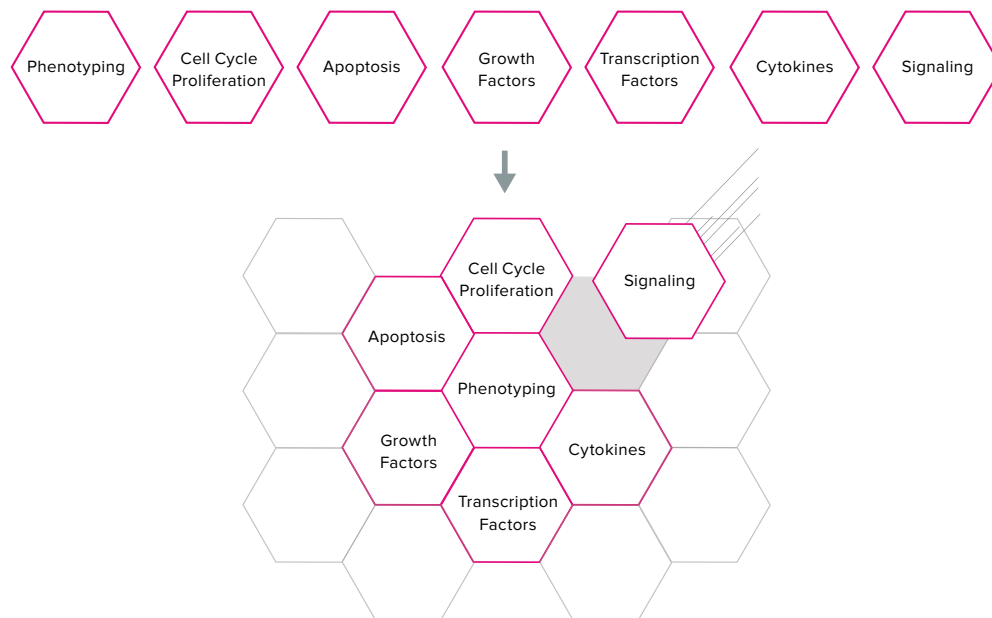 Phenotyping
Cell Cycle
Proliferation
Apoptosis
Growth
Factors
Transcription
Factors
Cytokines
Signaling
Cell Cycle
Proliferation
Signaling
Apoptosis
Phenotyping
Growth
Factors
Cytokines
Transcription
Factors